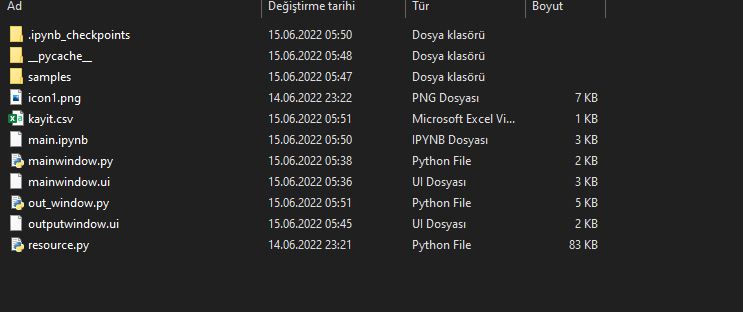 Ad Değiştirme tarihi Tür Boyut
.ipynb_checkpoints 15.06.2022 05:50 Dosya klasörü
__pycache__ 15.06.2022 05:48 Dosya klasörü
samples 15.06.2022 05:47 Dosya klasörü
icon1.png 14.06.2022 23:22 PNG Dosyası 7 KB
kayit.csv 15.06.2022 05:51 Microsoft Excel Vi... 1 KB
main.ipynb 15.06.2022 05:50 IPYNB Dosyası 3 KB
mainwindow.py 15.06.2022 05:38 Python File 2 KB
mainwindow.ui 15.06.2022 05:36 UI Dosyası 3 KB
out_window.py 15.06.2022 05:51 Python File 5 KB
outputwindow.ui 15.06.2022 05:45 UI Dosyası 2 KB
resource.py 14.06.2022 23:21 Python File 83 KB